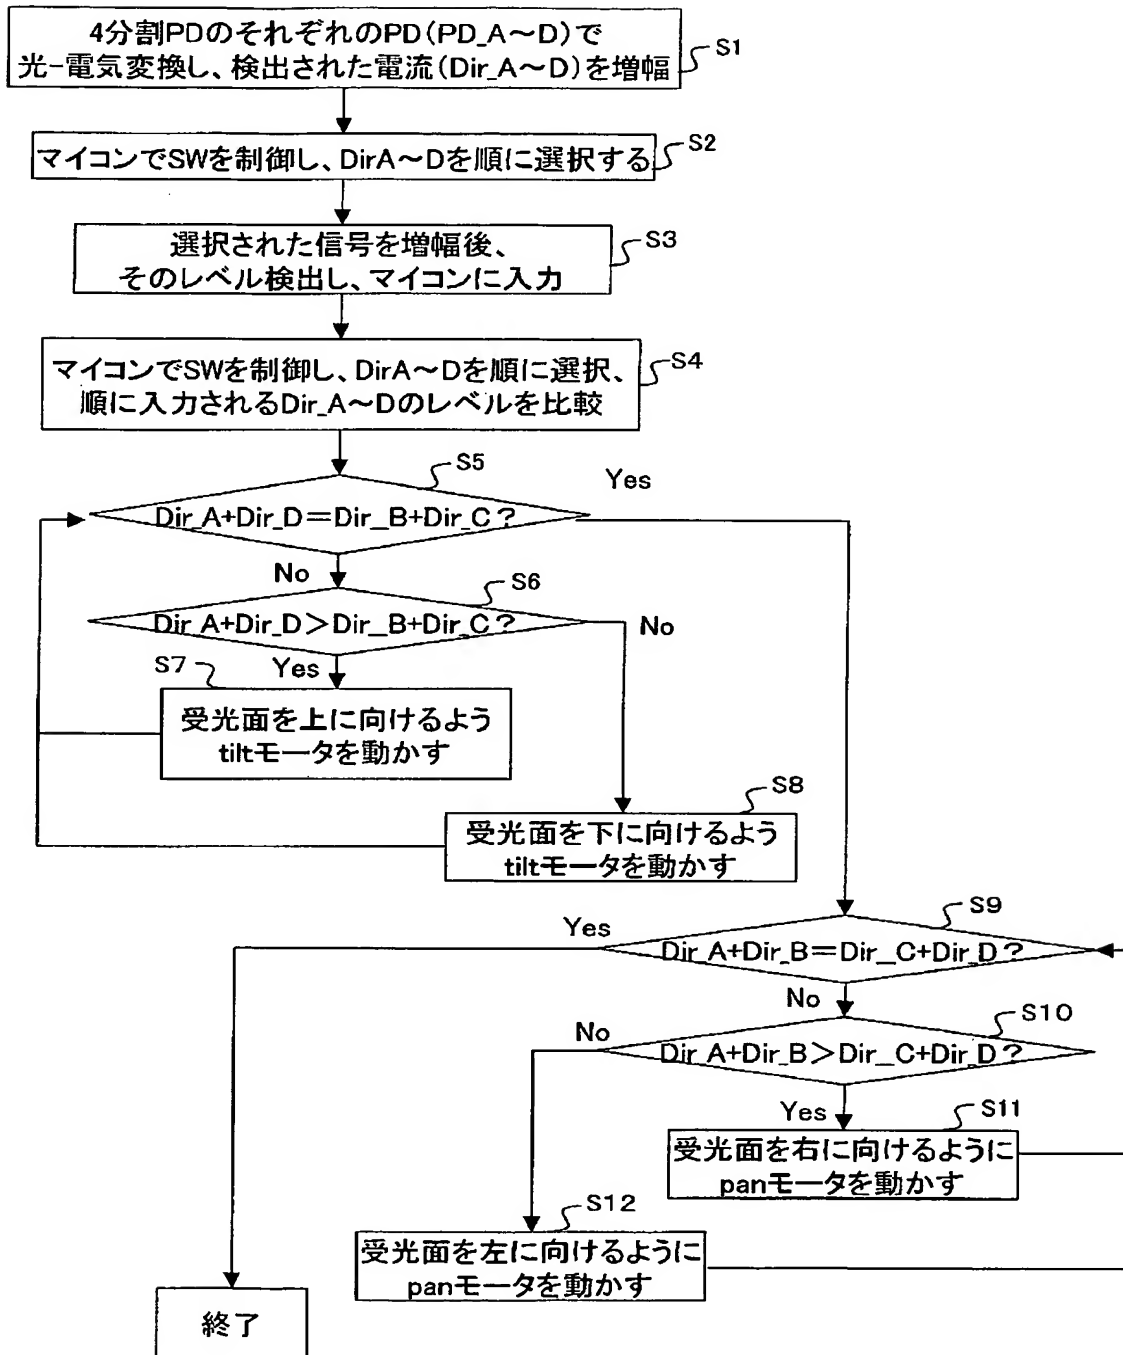 4分割PDのそれぞれのPD(PD_A～D)で
光-電気変換し、検出された電流(Dir_A～D)を増幅
S1
マイコンでSWを制御し、DirA～Dを順に選択する
S2
選択された信号を増幅後、
そのレベル検出し、マイコンに入力
S3
マイコンでSWを制御し、DirA～Dを順に選択、
順に入力されるDir_A～Dのレベルを比較
S4
S5
Yes
Dir_A+Dir_D=Dir_B+Dir_C?
No
S6
Dir_A+Dir_D>Dir_B+Dir_C?
No
S7
Yes
受光面を上に向けるよう
tiltモータを動かす
S8
受光面を下に向けるよう
tiltモータを動かす
S9
Yes
Dir_A+Dir_B=Dir_C+Dir_D?
No
S10
No
Dir_A+Dir_B>Dir_C+Dir_D?
Yes
S11
受光面を右に向けるように
panモータを動かす
S12
受光面を左に向けるように
panモータを動かす
終了